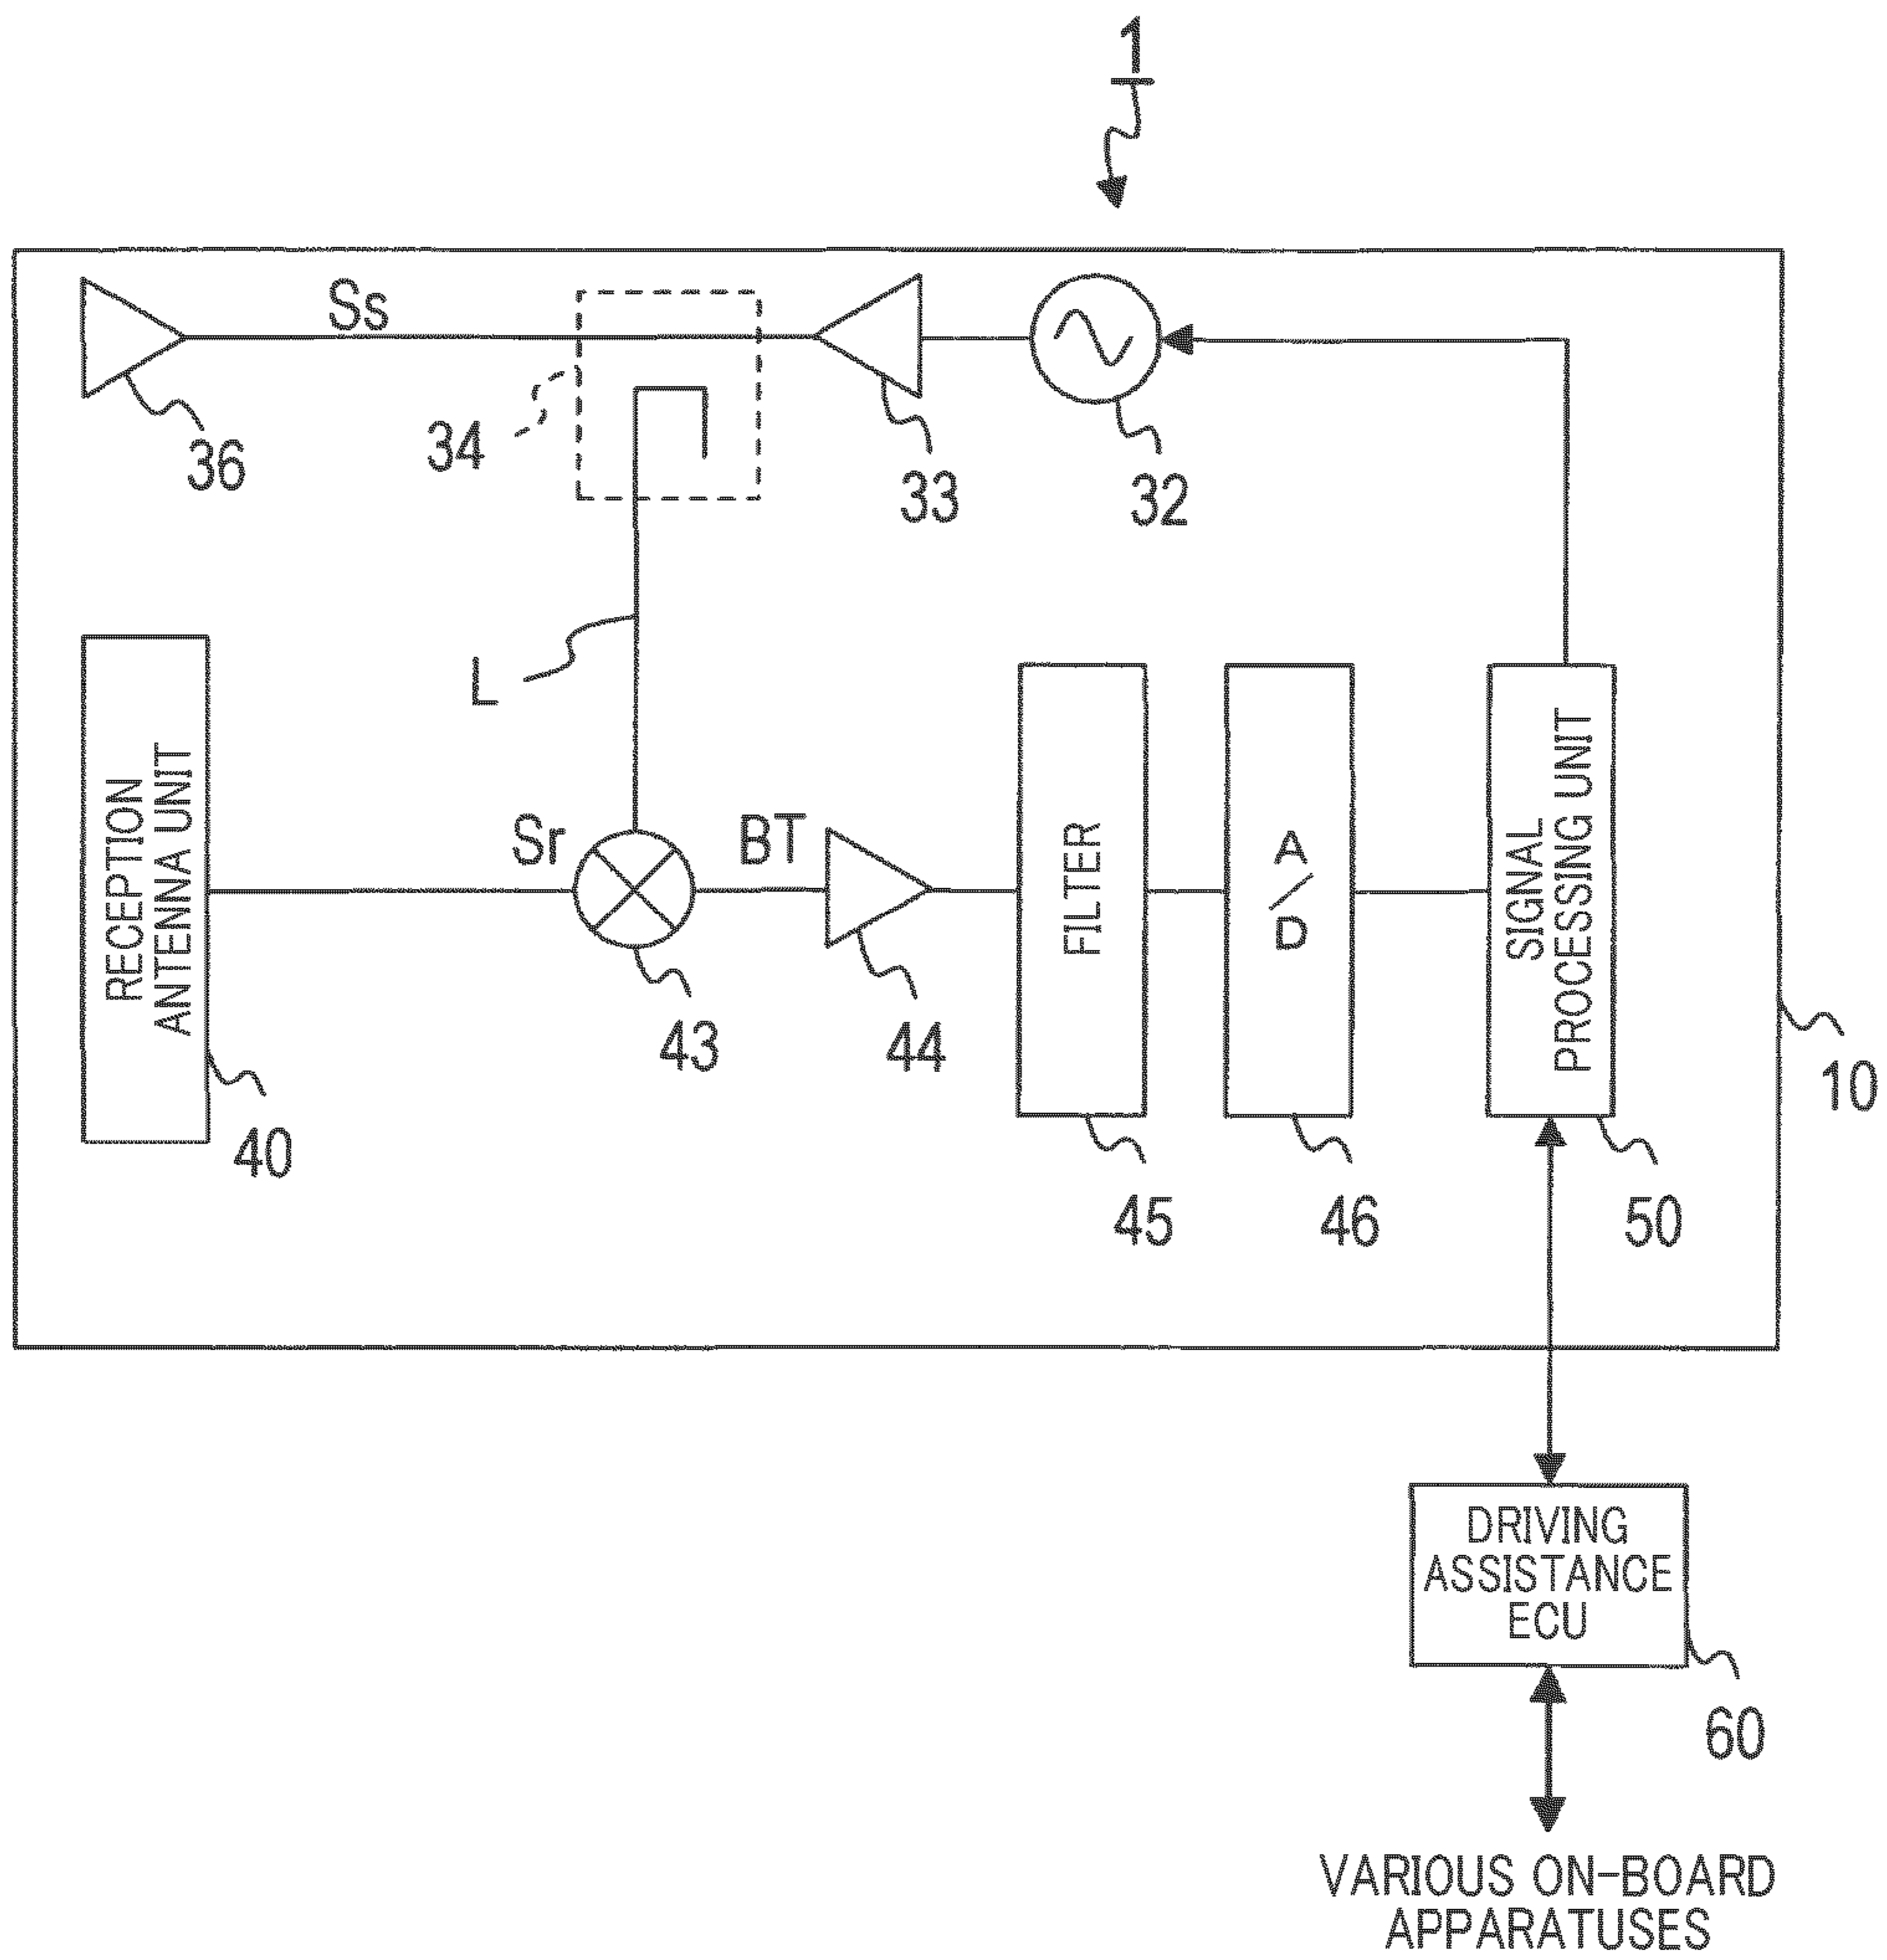 1
Ss
36
34
33
32
L
RECEPTION
ANTENNA UNIT
40
Sr
43
BT
44
FILTER
45
A
/
D
46
SIGNAL
PROCESSING UNIT
50
10
DRIVING
ASSISTANCE
ECU
60
VARIOUS ON-BOARD
APPARATUSES